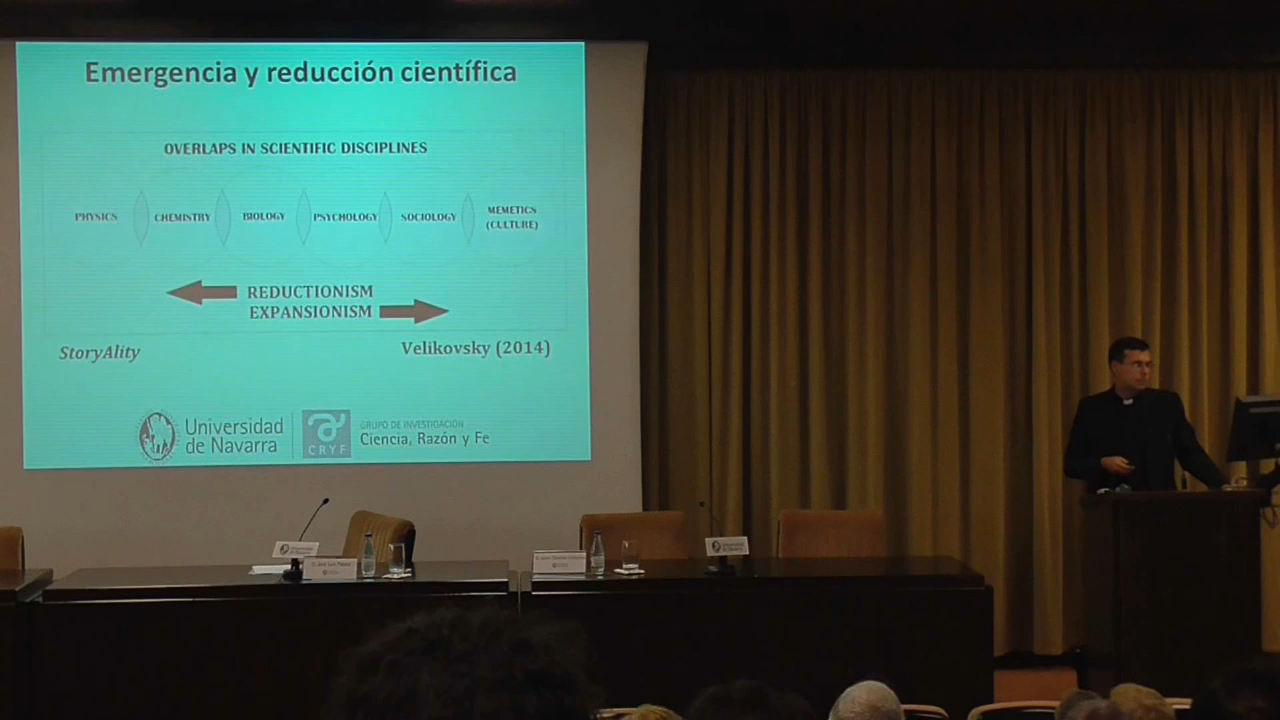 Emergencia y reducción científica
OVERLAPS IN SCIENTIFIC DISCIPLINES
PHYSICS
CHEMISTRY
BIOLOGY
PSYCHOLOGY
SOCIOLOGY
MEMETICS
(CULTURE)
REDUCTIONISM
EXPANSIONISM
StoryAlity
Velikovsky (2014)
Universidad
de Navarra
CRYF
GRUPO DE INVESTIGACIÓN
Ciencia, Razón y Fe